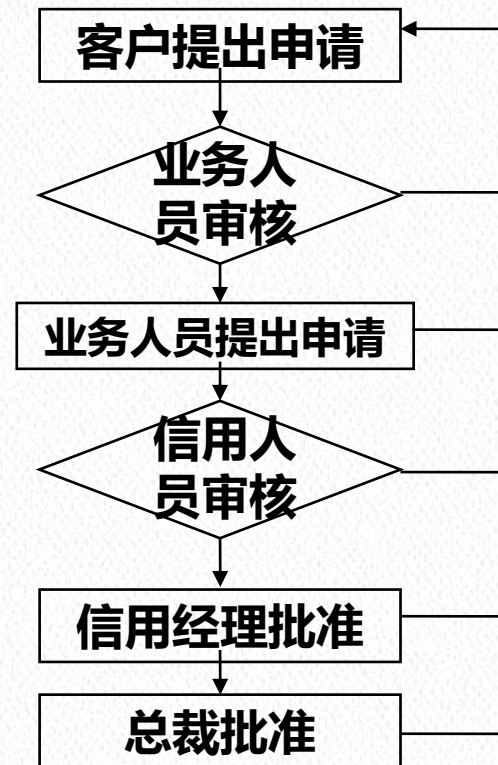 客户提出申请
业务人
员审核
业务人员提出申请
信用人
员审核
信用经理批准
总裁批准